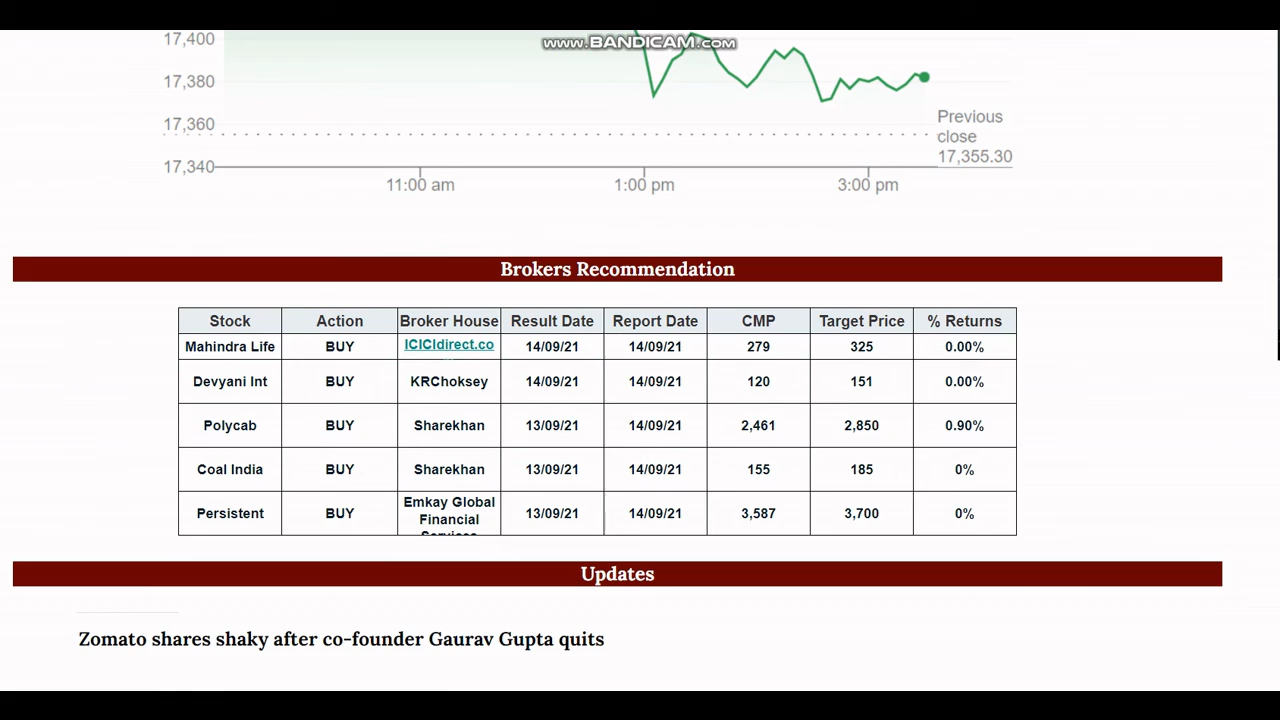 www.BANDICAM.com
17,400
17,380
17,360
17,340
Previous
close
17,355.30
11:00 am 1:00 pm 3:00 pm
Brokers Recommendation
Stock Action Broker House Result Date Report Date CMP Target Price % Returns
Mahindra Life BUY ICICIdirect.co 14/09/21 14/09/21 279 325 0.00%
Devyani Int BUY KRChoksey 14/09/21 14/09/21 120 151 0.00%
Polycab BUY Sharekhan 13/09/21 14/09/21 2,461 2,850 0.90%
Coal India BUY Sharekhan 13/09/21 14/09/21 155 185 0%
Persistent BUY Emkay Global Financial Services 13/09/21 14/09/21 3,587 3,700 0%
Updates
Zomato shares shaky after co-founder Gaurav Gupta quits